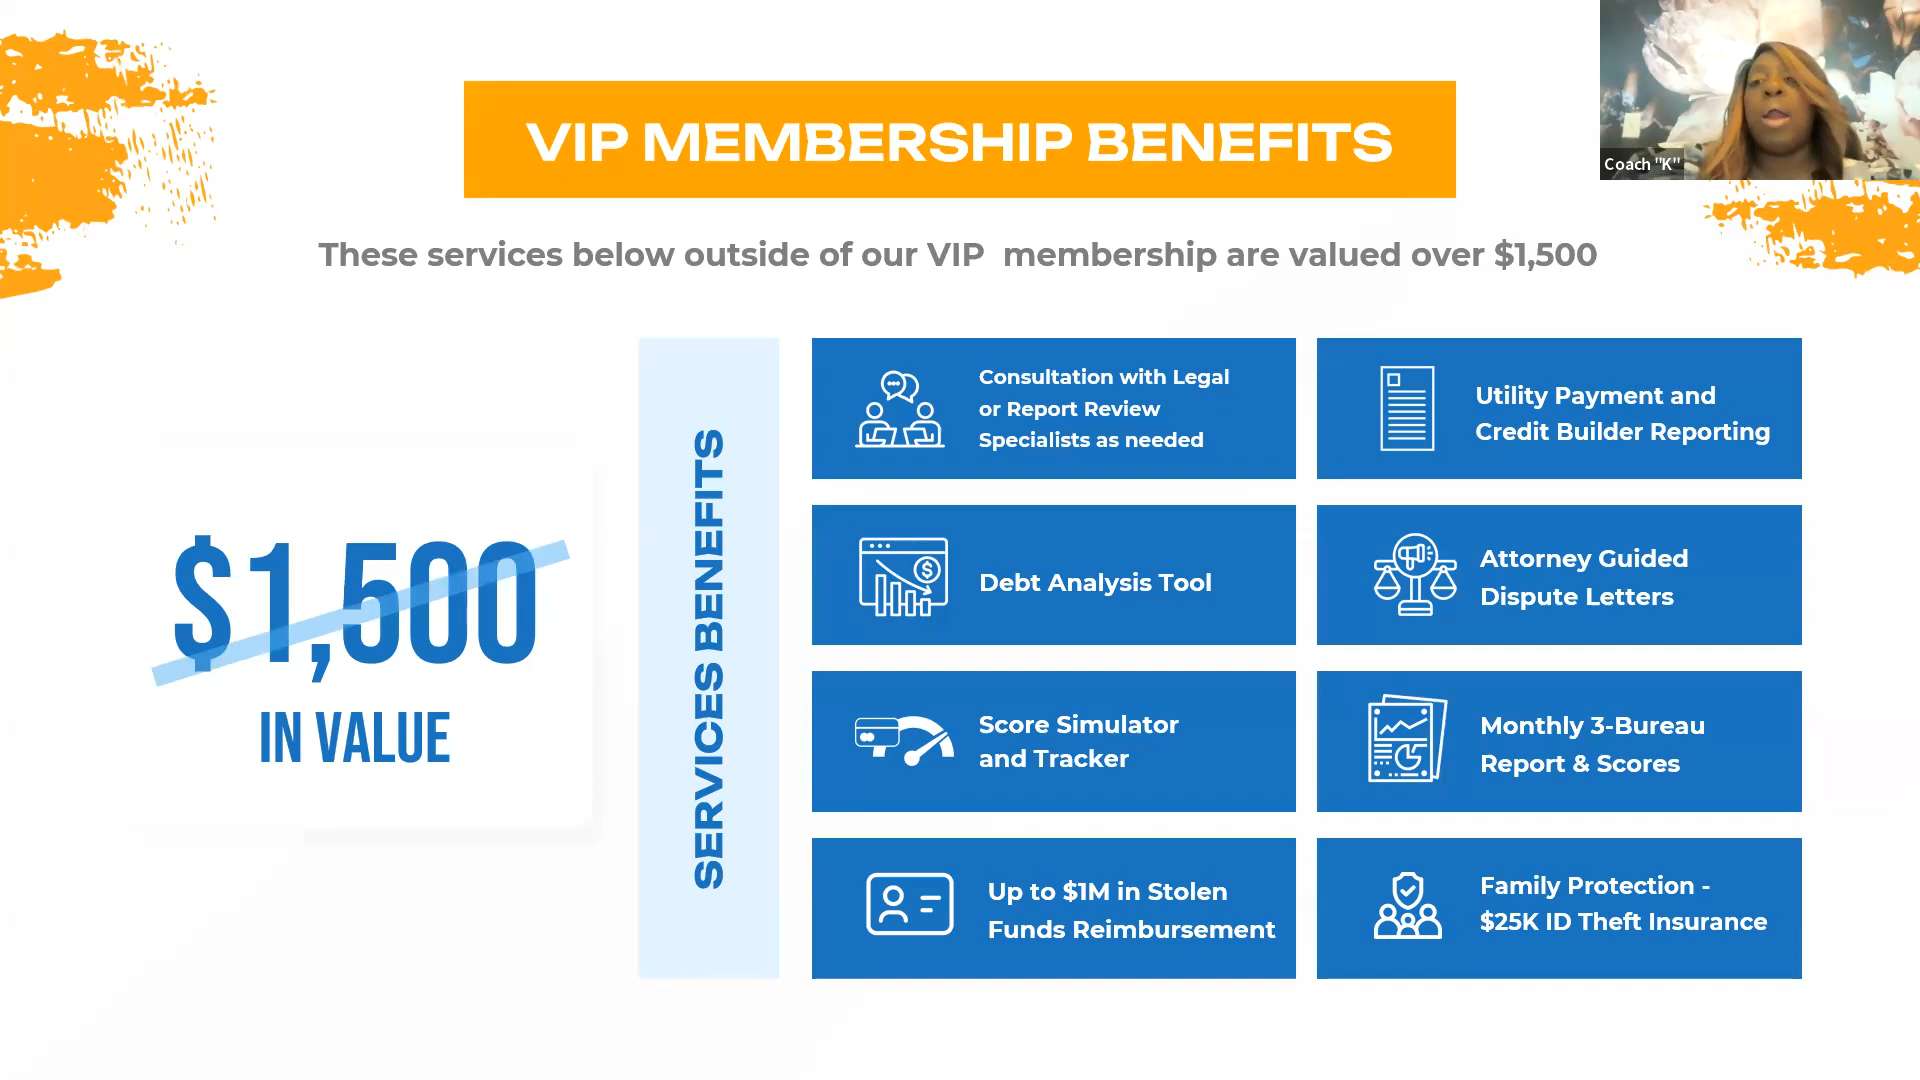 VIP MEMBERSHIP BENEFITS
Coach "K"
These services below outside of our VIP membership are valued over $1,500
$1,500
IN VALUE
SERVICES BENEFITS
Consultation with Legal
or Report Review
Specialists as needed
Utility Payment and
Credit Builder Reporting
Debt Analysis Tool
Attorney Guided
Dispute Letters
Score Simulator
and Tracker
Monthly 3-Bureau
Report & Scores
Up to $1M in Stolen
Funds Reimbursement
Family Protection -
$25K ID Theft Insurance